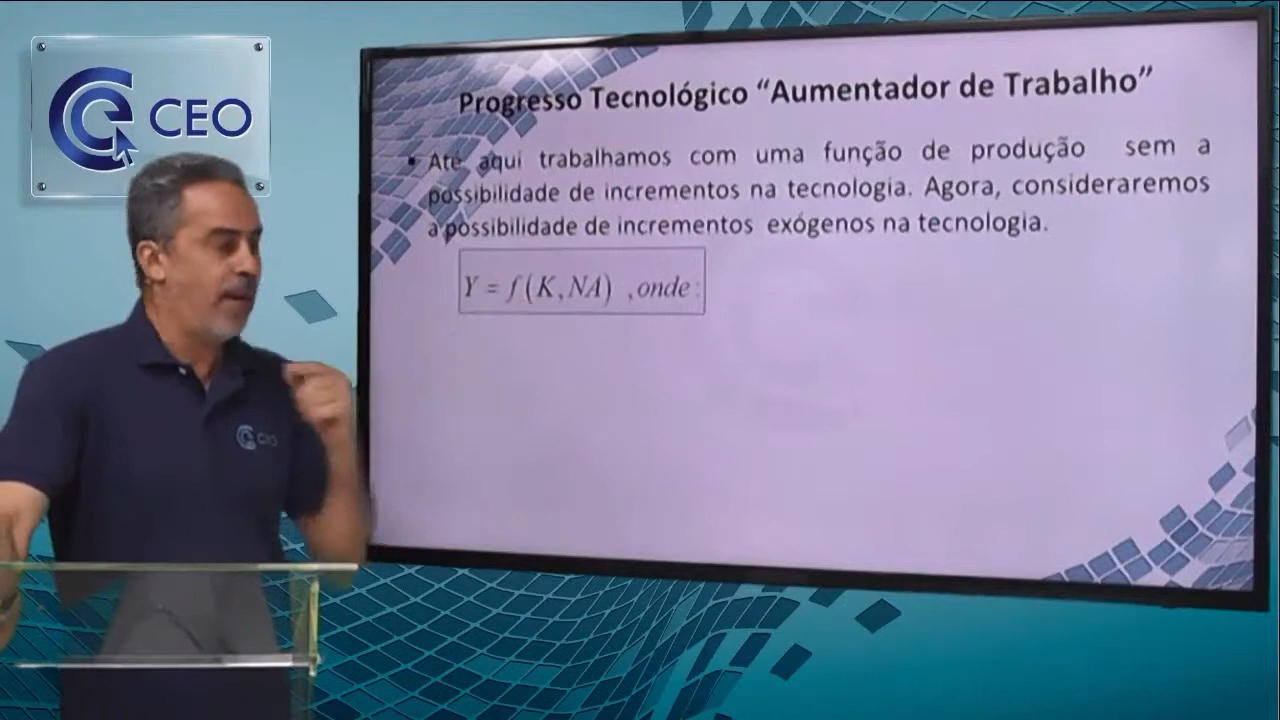 CEO
Progresso Tecnológico “Aumentador de Trabalho”
• Até aqui trabalhamos com uma função de produção sem a
possibilidade de incrementos na tecnologia. Agora, consideraremos
a possibilidade de incrementos exógenos na tecnologia.
Y = f(K, NA) ,onde:
CEO